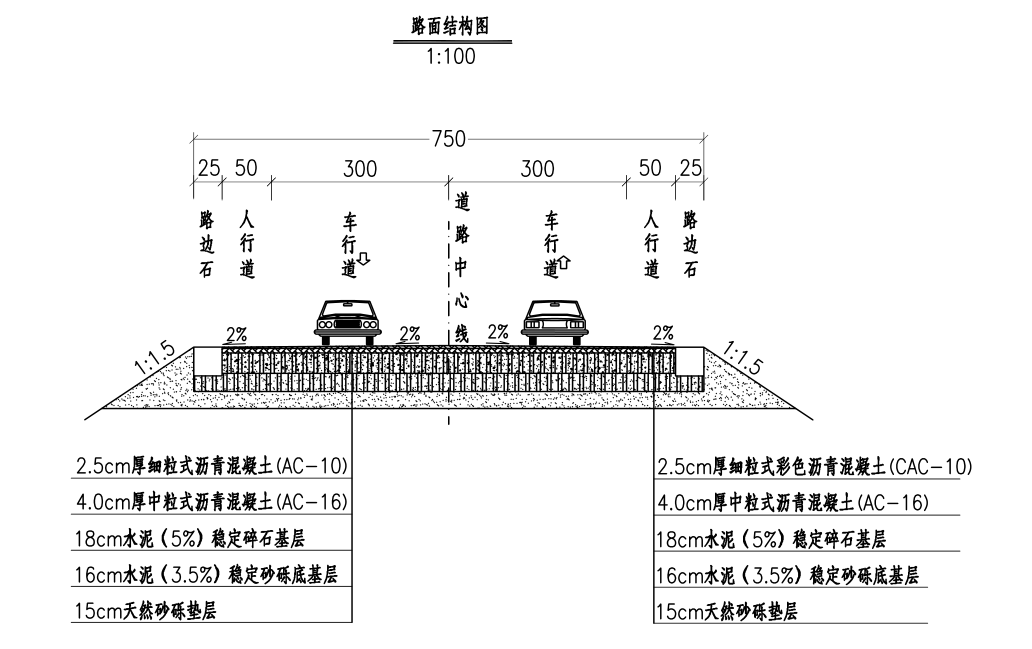 路面结构图
1:100
750
25 50 300 300 50 25
路边石
人行道
车行道
道路中心线
车行道
人行道
路边石
2% 2% 2% 2%
1:1.5 1:1.5
2.5cm厚细粒式沥青混凝土(AC-10)
4.0cm厚中粒式沥青混凝土(AC-16)
18cm水泥(5%)稳定碎石基层
16cm水泥(3.5%)稳定砂砾底基层
15cm天然砂砾垫层
2.5cm厚细粒式彩色沥青混凝土(CAC-10)
4.0cm厚中粒式沥青混凝土(AC-16)
18cm水泥(5%)稳定碎石基层
16cm水泥(3.5%)稳定砂砾底基层
15cm天然砂砾垫层